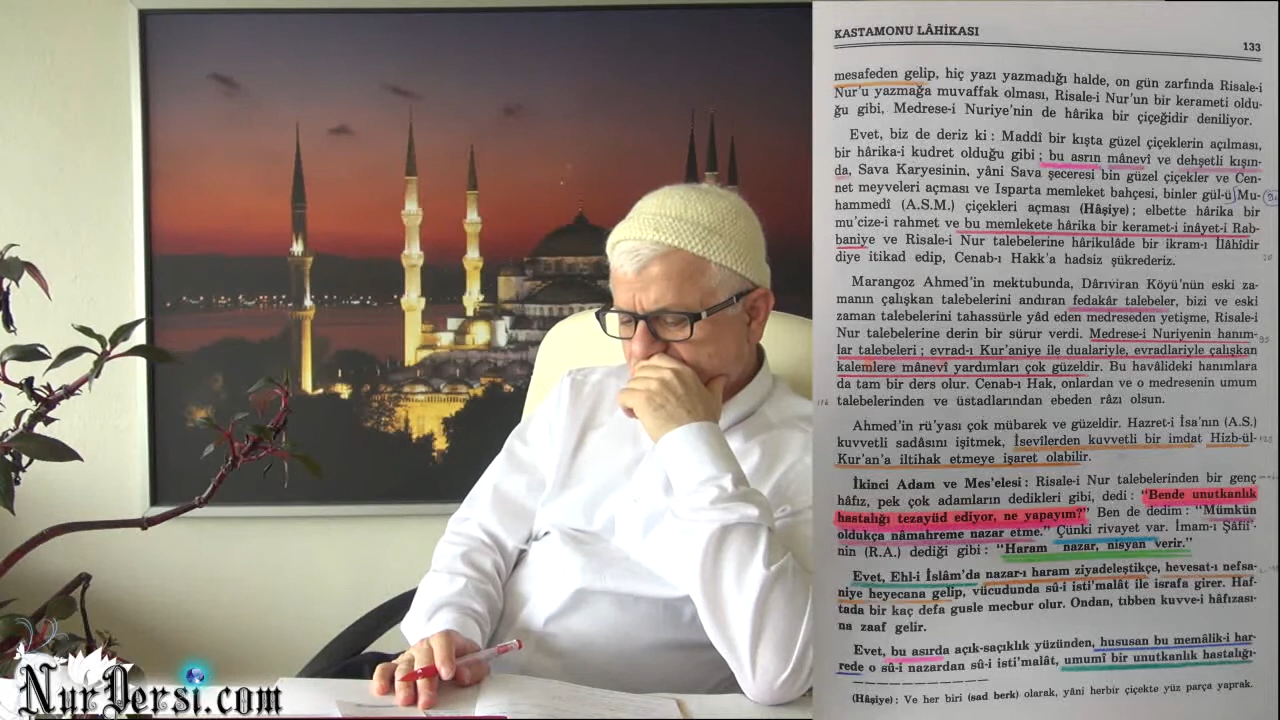 KASTAMONU LÂHİKASI
133
mesafeden gelip, hiç yazı yazmadığı halde, on gün zarfında Risale-i
Nur'u yazmağa muvaffak olması, Risale-i Nur'un bir kerameti oldu-
ğu gibi, Medrese-i Nuriye'nin de hârika bir çiçeğidir deniliyor.
Evet, biz de deriz ki : Maddî bir kışta güzel çiçeklerin açılması,
bir hârika-i kudret olduğu gibi ; bu asrın mânevî ve dehşetli kışın-
da, Sava Karyesinin, yâni Sava şeceresi bin güzel çiçekler ve Cen-
net meyveleri açması ve Isparta memleket bahçesi, binler gül-ü Mu-
hammedî (A.S.M.) çiçekleri açması (Hâşiye) ; elbette hârika bir
mu'cize-i rahmet ve bu memlekete hârika bir keramet-i inâyet-i Rab-
baniye ve Risale-i Nur talebelerine hârikulâde bir ikram-ı İlâhîdir
diye itikad edip, Cenab-ı Hakk'a hadsiz şükrederiz.
Marangoz Ahmed'in mektubunda, Dârıviran Köyü'nün eski za-
manın çalışkan talebelerini andıran fedakâr talebeler, bizi ve eski
zaman talebelerini tahassürle yâd eden medreseden yetişme, Risale-i
Nur talebelerine derin bir sürur verdi. Medrese-i Nuriyenin hanım-
lar talebeleri ; evrad-ı Kur'aniye ile dualariyle, evradlariyle çalışkan
kalemlere mânevî yardımları çok güzeldir. Bu havâlideki hanımlara
da tam bir ders olur. Cenab-ı Hak, onlardan ve o medresenin umum
talebelerinden ve üstadlarından ebeden râzı olsun.
Ahmed'in rü'yası çok mübarek ve güzeldir. Hazret-i İsa'nın (A.S.)
kuvvetli sadâsını işitmek, İsevîlerden kuvvetli bir imdat Hizb-ül-
Kur'an'a iltihak etmeye işaret olabilir.
İkinci Adam ve Mes'elesi : Risale-i Nur talebelerinden bir genç
hâfız, pek çok adamların dedikleri gibi, dedi : "Bende unutkanlık
hastalığı tezayüd ediyor, ne yapayım?" Ben de dedim : "Mümkün
oldukça nâmahreme nazar etme." Çünki rivayet var. İmam-ı Şâfiî'-
nin (R.A.) dediği gibi : "Haram nazar, nisyan verir."
Evet, Ehl-i İslâm'da nazar-ı haram ziyadeleştikçe, hevesat-ı nefsa-
niye heyecana gelip, vücudunda sû-i isti'malât ile israfa girer. Haf-
tada bir kaç defa gusle mecbur olur. Ondan, tıbben kuvve-i hâfızası-
na zaaf gelir.
Evet, bu asırda açık-saçıklık yüzünden, hususan bu memâlik-i har-
rede o sû-i nazardan sû-i isti'malât, umumî bir unutkanlık hastalığı-
(Hâşiye) : Ve her biri (sad berk) olarak, yâni herbir çiçekte yüz parça yaprak.
NurDersi.com